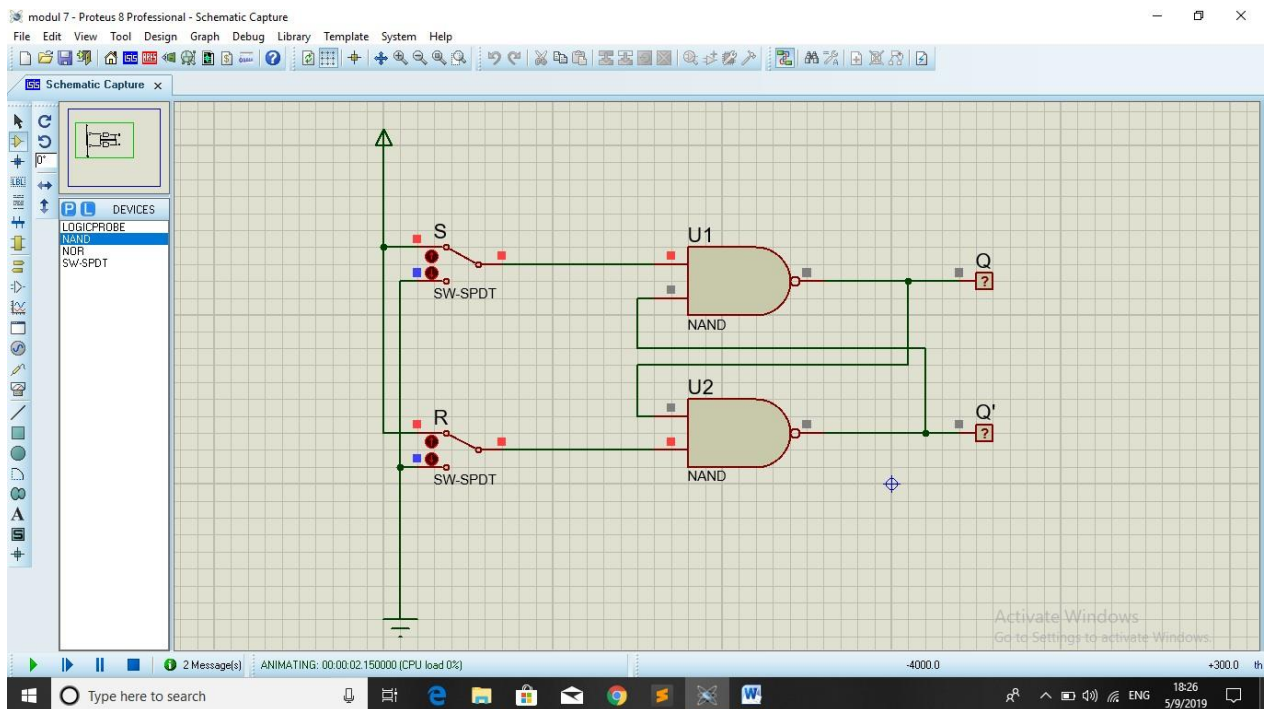 modul 7 - Proteus 8 Professional - Schematic Capture
File Edit View Tool Design Graph Debug Library Template System Help
Schematic Capture x
0°
P L DEVICES
LOGICPROBE
NAND
NOR
SW-SPDT
S
SW-SPDT
U1
NAND
Q
?
R
SW-SPDT
U2
NAND
Q'
?
Activate Windows
Go to Settings to activate Windows.
2 Message(s) ANIMATING: 00:00:02.150000 (CPU load 0%) -4000.0 +300.0 th
Type here to search
ENG
18:26
5/9/2019